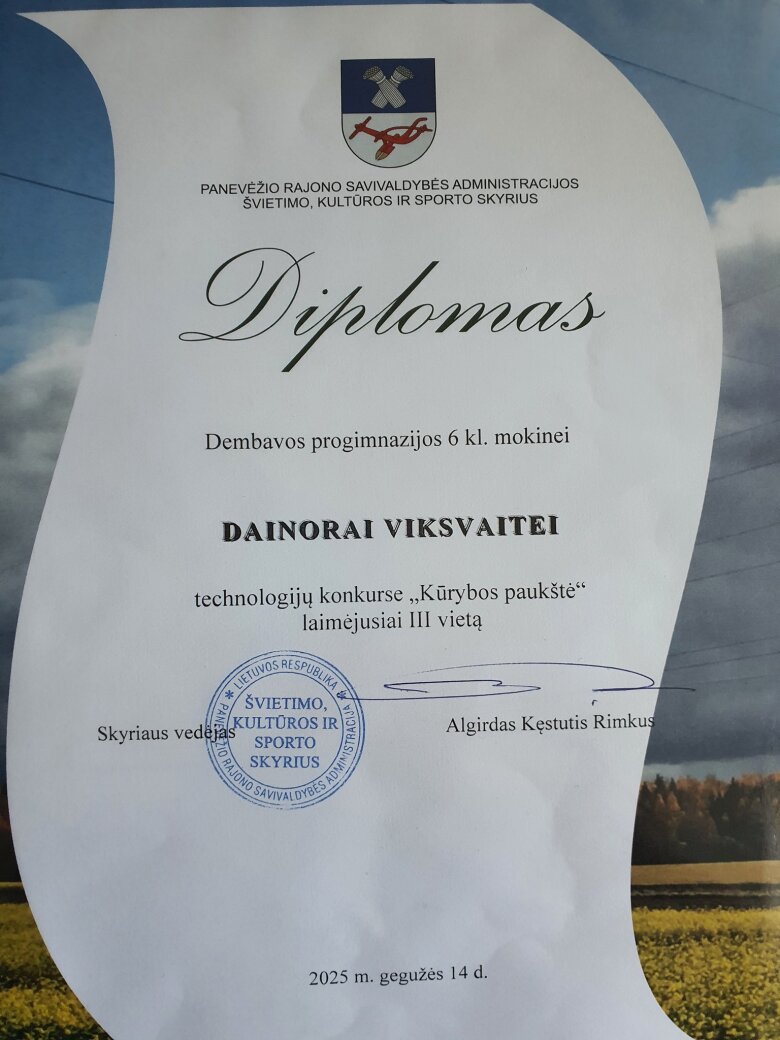 PANEVĖŽIO RAJONO SAVIVALDYBĖS ADMINISTRACIJOS
ŠVIETIMO, KULTŪROS IR SPORTO SKYRIUS
Diplomas
Dembavos progimnazijos 6 kl. mokinei
DAINORAI VIKSVAITEI
technologijų konkurse „Kūrybos paukštė“
laimėjusiai III vietą
Skyriaus vedėjas
LIETUVOS RESPUBLIKA
PANEVĖŽIO RAJONO SAVIVALDYBĖS ADMINISTRACIJA
ŠVIETIMO,
KULTŪROS IR
SPORTO
SKYRIUS
Algirdas Kęstutis Rimkus
2025 m. gegužės 14 d.